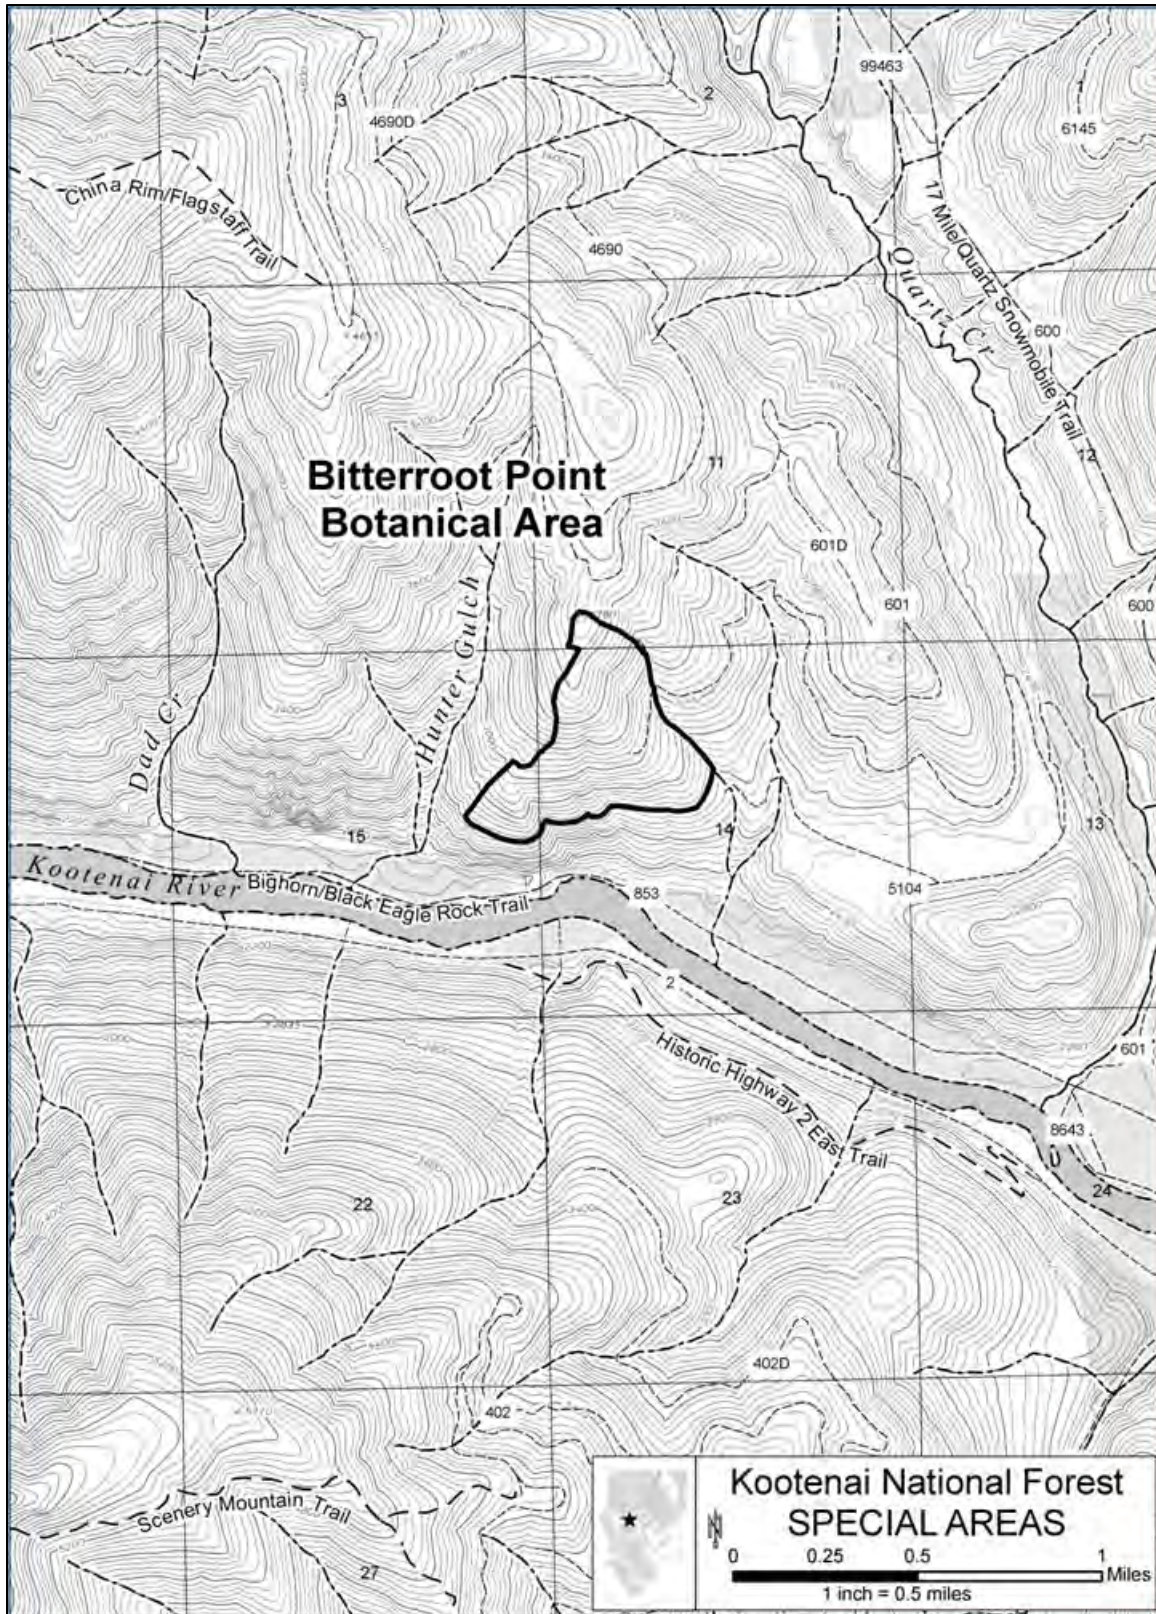 99463
2
3
4690D
6145
China Rim/Flagstaff Trail
17 Mile/Quartz Snowmobile Trail
4690
Quartz Cr
600
12
11
Bitterroot Point
Botanical Area
601D
601
600
Hunter Gulch
Dad Cr
15
14
13
Kootenai River
Bighorn/Black Eagle Rock Trail
853
5104
2
601
Historic Highway 2 East Trail
8643
22
23
24
402D
402
Scenery Mountain Trail
27
Kootenai National Forest
SPECIAL AREAS
N
0 0.25 0.5 1
Miles
1 inch = 0.5 miles